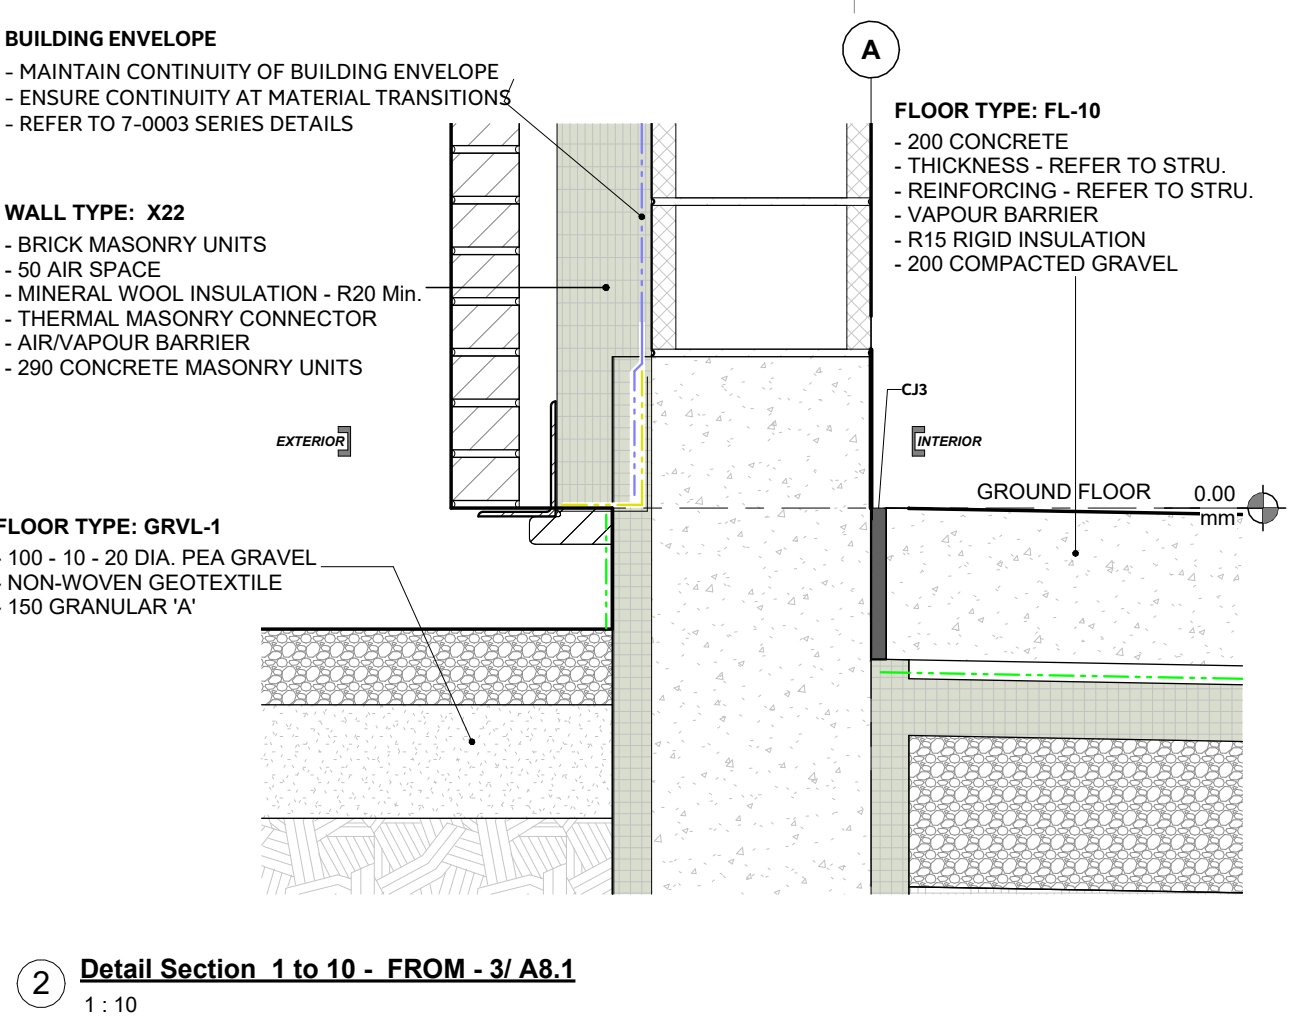 BUILDING ENVELOPE
- MAINTAIN CONTINUITY OF BUILDING ENVELOPE
- ENSURE CONTINUITY AT MATERIAL TRANSITIONS
- REFER TO 7-0003 SERIES DETAILS
A
FLOOR TYPE: FL-10
- 200 CONCRETE
- THICKNESS - REFER TO STRU.
- REINFORCING - REFER TO STRU.
- VAPOUR BARRIER
- R15 RIGID INSULATION
- 200 COMPACTED GRAVEL
WALL TYPE: X22
- BRICK MASONRY UNITS
- 50 AIR SPACE
- MINERAL WOOL INSULATION - R20 Min.
- THERMAL MASONRY CONNECTOR
- AIR/VAPOUR BARRIER
- 290 CONCRETE MASONRY UNITS
CJ3
EXTERIOR
INTERIOR
GROUND FLOOR
0.00
mm
FLOOR TYPE: GRVL-1
- 100 - 10 - 20 DIA. PEA GRAVEL
- NON-WOVEN GEOTEXTILE
- 150 GRANULAR 'A'
2
Detail Section 1 to 10 - FROM - 3/ A8.1
1 : 10